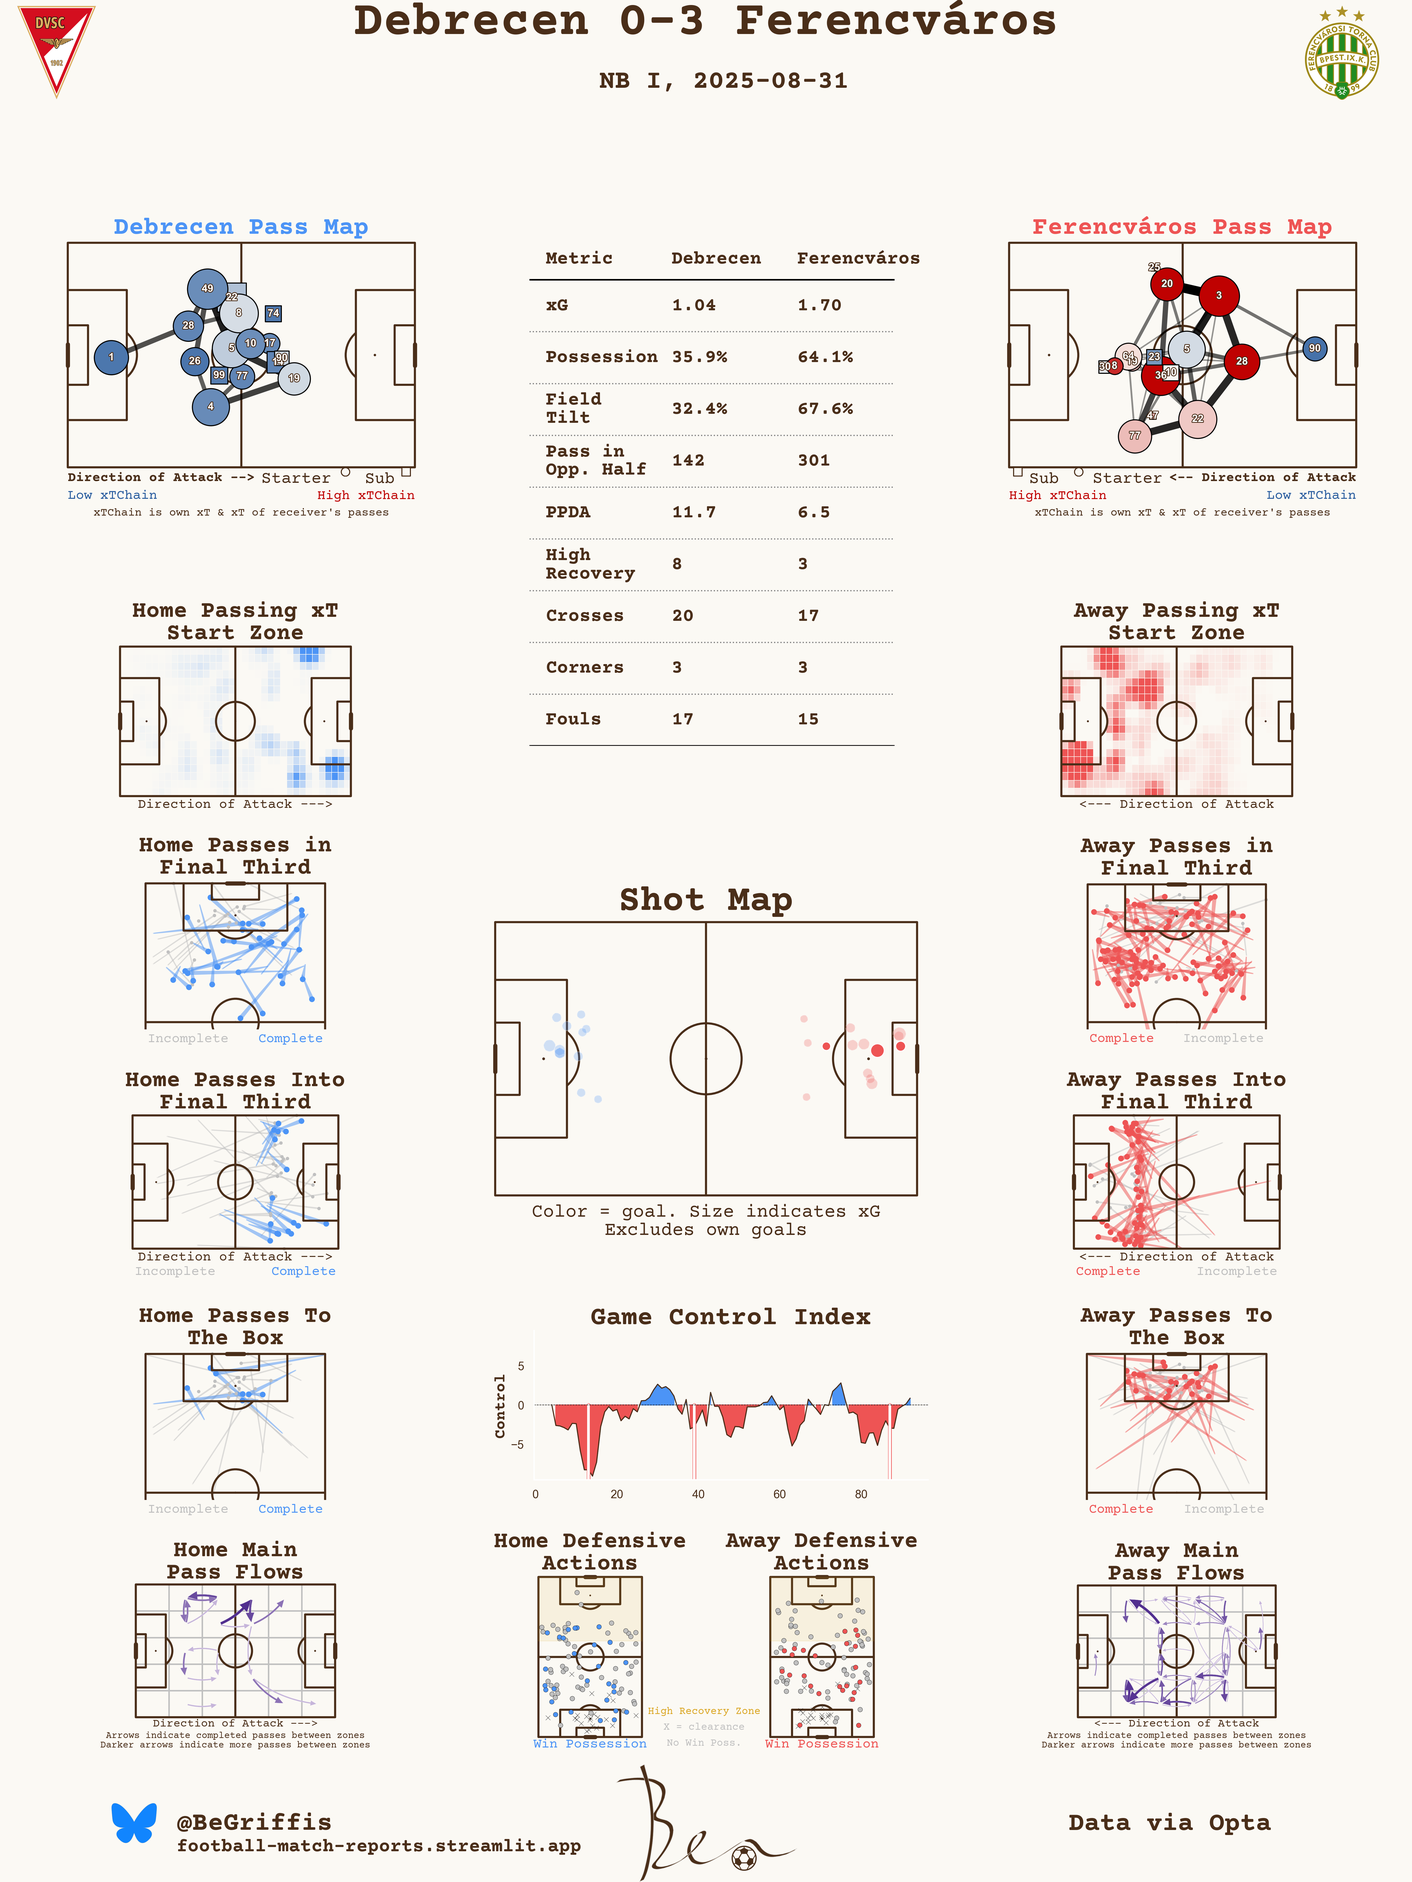 Debrecen 0-3 Ferencváros
NB I, 2025-08-31
DVSC
1902
FERENCVÁROSI TORNA CLUB
BPEST.IX.K.
18 99
Debrecen Pass Map
1
49
28
26
4
22
8
5
10
17
74
90
99
77
19
Direction of Attack --> Starter Sub
Low xTChain High xTChain
xTChain is own xT & xT of receiver's passes
Metric Debrecen Ferencváros
xG 1.04 1.70
Possession 35.9% 64.1%
Field
Tilt 32.4% 67.6%
Pass in
Opp. Half 142 301
PPDA 11.7 6.5
High
Recovery 8 3
Crosses 20 17
Corners 3 3
Fouls 17 15
Ferencváros Pass Map
25
20
3
64
19
30
8
23
5
36
10
28
90
47
22
77
Sub Starter <-- Direction of Attack
High xTChain Low xTChain
xTChain is own xT & xT of receiver's passes
Home Passing xT
Start Zone
Direction of Attack --->
Away Passing xT
Start Zone
<--- Direction of Attack
Home Passes in
Final Third
Incomplete Complete
Away Passes in
Final Third
Complete Incomplete
Shot Map
Color = goal. Size indicates xG
Excludes own goals
Home Passes Into
Final Third
Direction of Attack --->
Incomplete Complete
Away Passes Into
Final Third
<--- Direction of Attack
Complete Incomplete
Home Passes To
The Box
Incomplete Complete
Game Control Index
Control
5
0
−5
0 20 40 60 80
Away Passes To
The Box
Complete Incomplete
Home Main
Pass Flows
Direction of Attack --->
Arrows indicate completed passes between zones
Darker arrows indicate more passes between zones
Home Defensive
Actions
Win Possession
High Recovery Zone
X = clearance
No Win Poss.
Away Defensive
Actions
Win Possession
Away Main
Pass Flows
<--- Direction of Attack
Arrows indicate completed passes between zones
Darker arrows indicate more passes between zones
@BeGriffis
football-match-reports.streamlit.app
Ben
Data via Opta